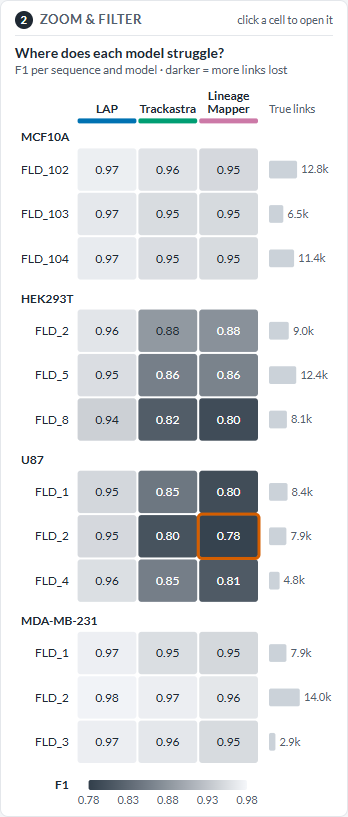 2 ZOOM & FILTER click a cell to open it
Where does each model struggle?
F1 per sequence and model · darker = more links lost
LAP Trackastra Lineage Mapper True links
MCF10A
FLD_102 0.97 0.96 0.95 12.8k
FLD_103 0.97 0.95 0.95 6.5k
FLD_104 0.97 0.95 0.95 11.4k
HEK293T
FLD_2 0.96 0.88 0.88 9.0k
FLD_5 0.95 0.86 0.86 12.4k
FLD_8 0.94 0.82 0.80 8.1k
U87
FLD_1 0.95 0.85 0.80 8.4k
FLD_2 0.95 0.80 0.78 7.9k
FLD_4 0.96 0.85 0.81 4.8k
MDA-MB-231
FLD_1 0.97 0.95 0.95 7.9k
FLD_2 0.98 0.97 0.96 14.0k
FLD_3 0.97 0.96 0.95 2.9k
F1
0.78 0.83 0.88 0.93 0.98